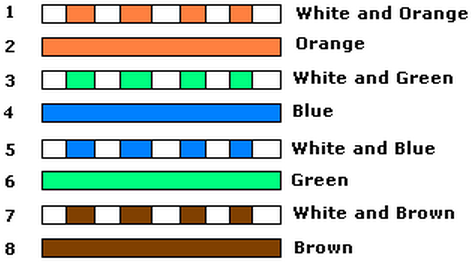 1 White and Orange
2 Orange
3 White and Green
4 Blue
5 White and Blue
6 Green
7 White and Brown
8 Brown